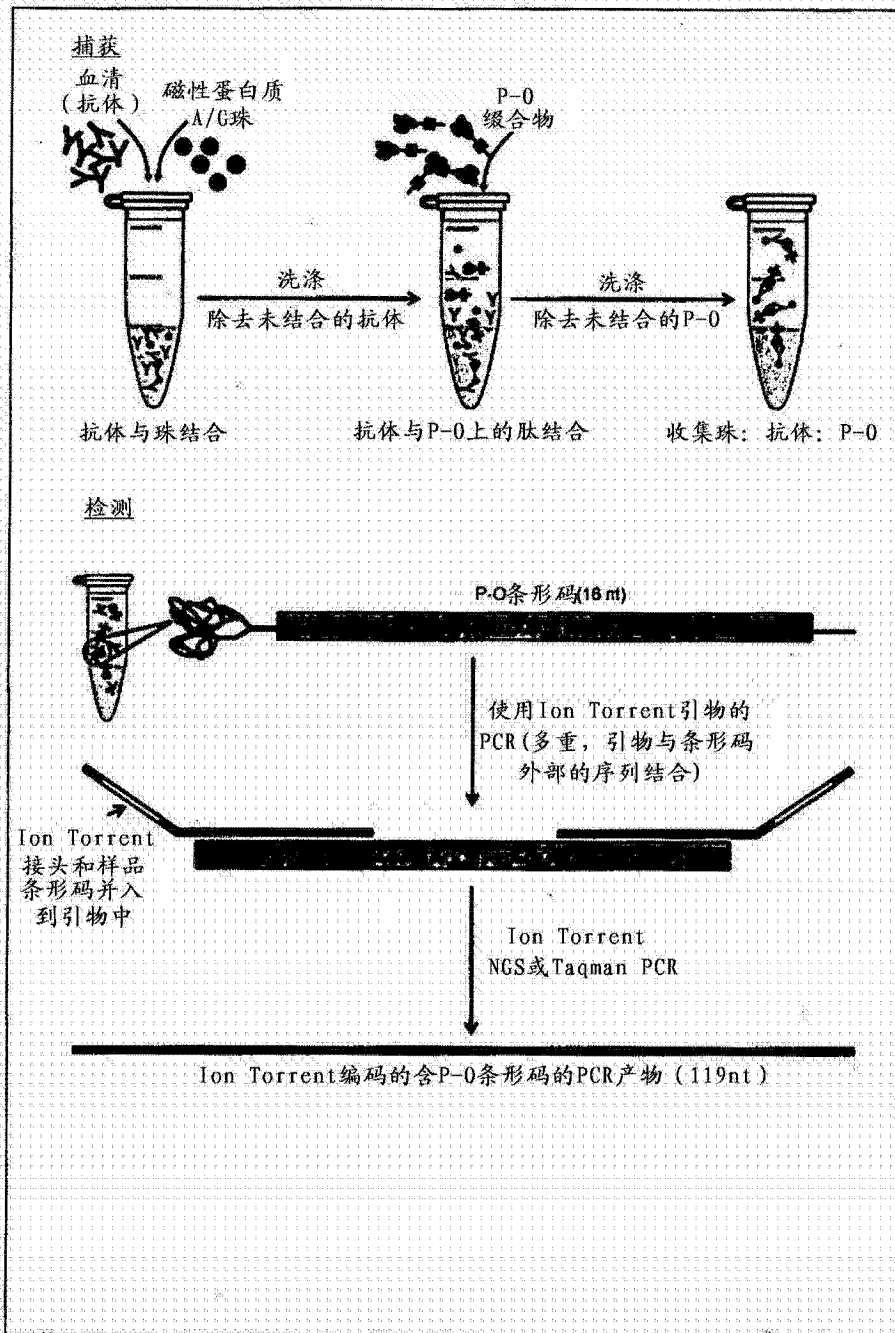 捕获
血清
(抗体)
磁性蛋白质
A/G珠
P-O
缀合物
洗涤
除去未结合的抗体
洗涤
除去未结合的P-O
抗体与珠结合
抗体与P-O上的肽结合
收集珠: 抗体: P-O
检测
P-O条形码(16 nt)
使用Ion Torrent引物的
PCR(多重, 引物与条形码
外部的序列结合)
Ion Torrent
接头和样品
条形码并入
到引物中
Ion Torrent
NGS或Taqman PCR
Ion Torrent编码的含P-O条形码的PCR产物 (119nt)